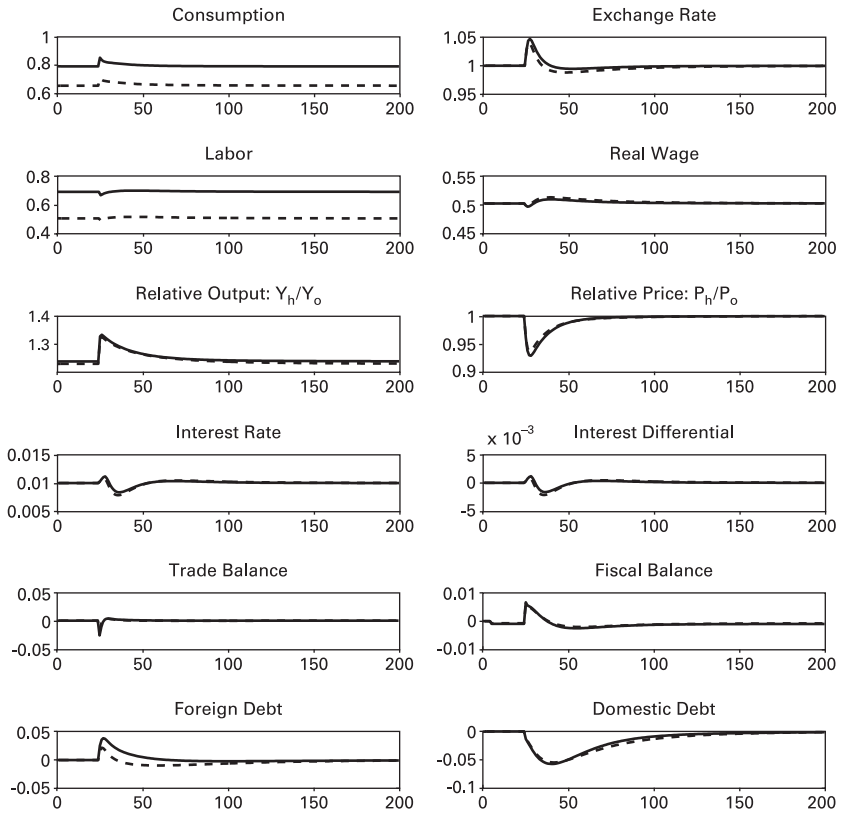 Consumption
1
0.8
0.6
0 50 100 150 200
Exchange Rate
1.05
1
0.95
0 50 100 150 200
Labor
0.8
0.6
0.4
0 50 100 150 200
Real Wage
0.55
0.5
0.45
0 50 100 150 200
Relative Output: Yh/Yo
1.4
1.3
0 50 100 150 200
Relative Price: Ph/Po
1
0.95
0.9
0 50 100 150 200
Interest Rate
0.015
0.010
0.005
0 50 100 150 200
Interest Differential
x 10⁻³
5
0
-5
0 50 100 150 200
Trade Balance
0.05
0
-0.05
0 50 100 150 200
Fiscal Balance
0.01
0
-0.01
0 50 100 150 200
Foreign Debt
0.05
0
-0.05
0 50 100 150 200
Domestic Debt
0
-0.05
-0.1
0 50 100 150 200